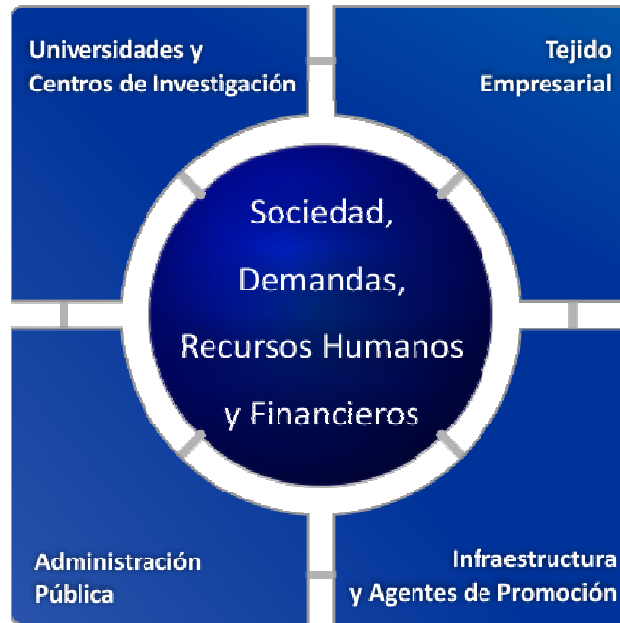 Universidades y
Centros de Investigación
Tejido
Empresarial
Sociedad,
Demandas,
Recursos Humanos
y Financieros
Administración
Pública
Infraestructura
y Agentes de Promoción